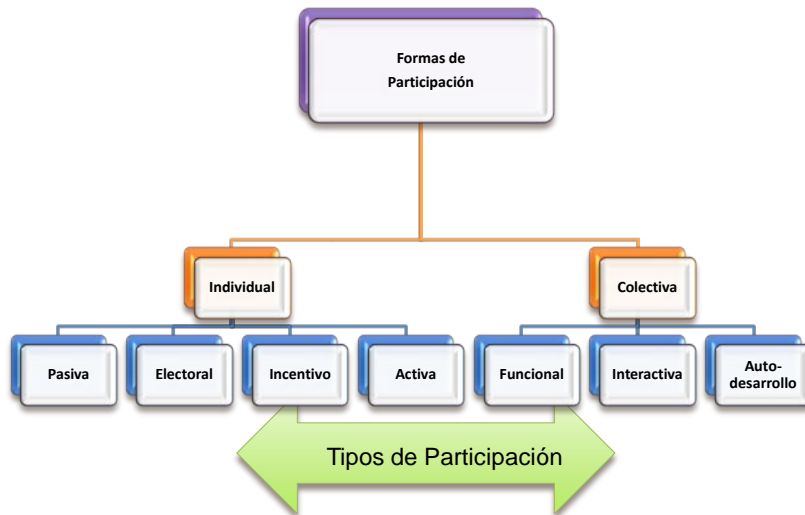 Formas de
Participación
Individual
Colectiva
Pasiva
Electoral
Incentivo
Activa
Funcional
Interactiva
Auto-
desarrollo
Tipos de Participación